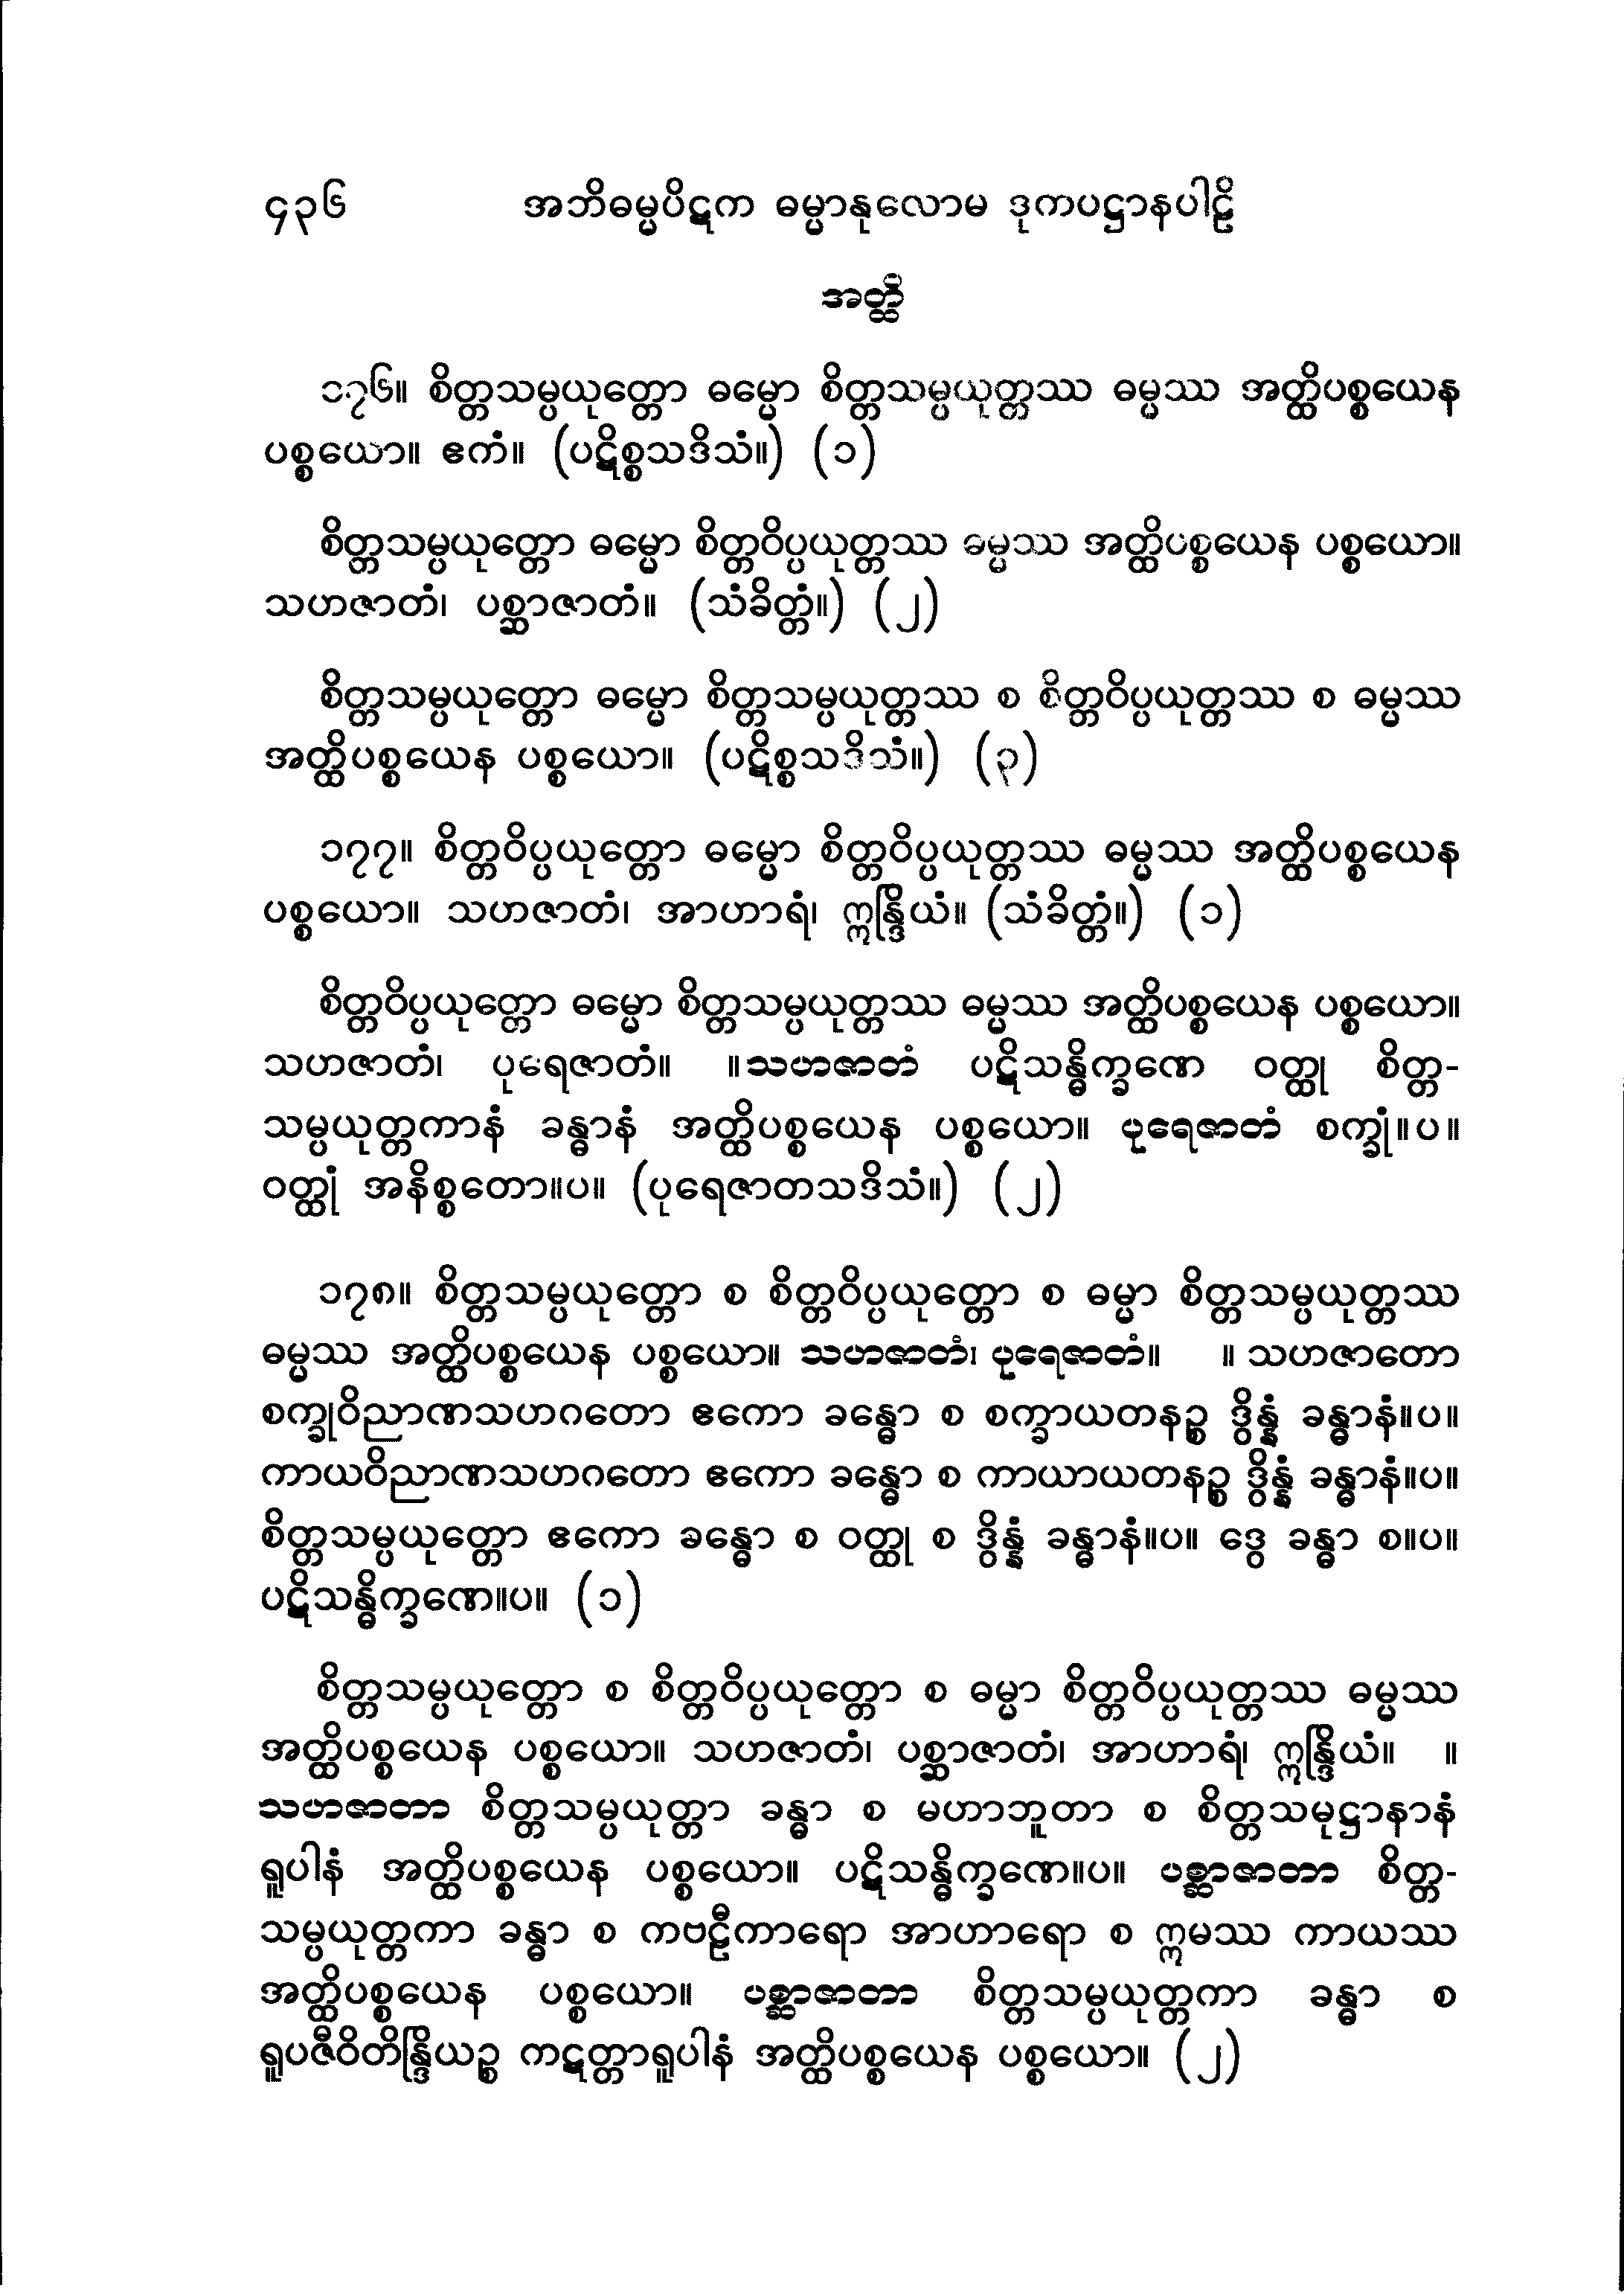 ၄၃၆ အဘိဓမ္မပိဋက ဓမ္မာနုလောမ ဒုကပဋ္ဌာနပါဠိ
အတ္ထိ
၁၇၆။ စိတ္တသမ္ပယုတ္တော ဓမ္မော စိတ္တသမ္ပယုတ္တဿ ဓမ္မဿ အတ္ထိပစ္စယေန
ပစ္စယော။ ဧကံ။ (ပဋိစ္စသဒိသံ။) (၁)
စိတ္တသမ္ပယုတ္တော ဓမ္မော စိတ္တဝိပ္ပယုတ္တဿ ဓမ္မဿ အတ္ထိပစ္စယေန ပစ္စယော။
သဟဇာတံ၊ ပစ္ဆာဇာတံ။ (သံခိတ္တံ။) (၂)
စိတ္တသမ္ပယုတ္တော ဓမ္မော စိတ္တသမ္ပယုတ္တဿ စ စိတ္တဝိပ္ပယုတ္တဿ စ ဓမ္မဿ
အတ္ထိပစ္စယေန ပစ္စယော။ (ပဋိစ္စသဒိသံ။) (၃)
၁၇၇။ စိတ္တဝိပ္ပယုတ္တော ဓမ္မော စိတ္တဝိပ္ပယုတ္တဿ ဓမ္မဿ အတ္ထိပစ္စယေန
ပစ္စယော။ သဟဇာတံ၊ အာဟာရံ၊ ဣန္ဒြိယံ။ (သံခိတ္တံ။) (၁)
စိတ္တဝိပ္ပယုတ္တော ဓမ္မော စိတ္တသမ္ပယုတ္တဿ ဓမ္မဿ အတ္ထိပစ္စယေန ပစ္စယော။
သဟဇာတံ၊ ပုရေဇာတံ။ ။သဟဇာတံ ပဋိသန္ဓိက္ခဏေ ဝတ္ထု စိတ္တ-
သမ္ပယုတ္တကာနံ ခန္ဓာနံ အတ္ထိပစ္စယေန ပစ္စယော။ ပုရေဇာတံ စက္ခုံ။ပ။
ဝတ္ထုံ အနိစ္စတော။ပ။ (ပုရေဇာတသဒိသံ။) (၂)
၁၇၈။ စိတ္တသမ္ပယုတ္တော စ စိတ္တဝိပ္ပယုတ္တော စ ဓမ္မာ စိတ္တသမ္ပယုတ္တဿ
ဓမ္မဿ အတ္ထိပစ္စယေန ပစ္စယော။ သဟဇာတံ၊ ပုရေဇာတံ။ ။ သဟဇာတော
စက္ခုဝိညာဏသဟဂတော ဧကော ခန္ဓော စ စက္ခာယတနဉ္စ ဒွိန္နံ ခန္ဓာနံ။ပ။
ကာယဝိညာဏသဟဂတော ဧကော ခန္ဓော စ ကာယာယတနဉ္စ ဒွိန္နံ ခန္ဓာနံ။ပ။
စိတ္တသမ္ပယုတ္တော ဧကော ခန္ဓော စ ဝတ္ထု စ ဒွိန္နံ ခန္ဓာနံ။ပ။ ဒွေ ခန္ဓာ စ။ပ။
ပဋိသန္ဓိက္ခဏေ။ပ။ (၁)
စိတ္တသမ္ပယုတ္တော စ စိတ္တဝိပ္ပယုတ္တော စ ဓမ္မာ စိတ္တဝိပ္ပယုတ္တဿ ဓမ္မဿ
အတ္ထိပစ္စယေန ပစ္စယော။ သဟဇာတံ၊ ပစ္ဆာဇာတံ၊ အာဟာရံ၊ ဣန္ဒြိယံ။ ။
သဟဇာတာ စိတ္တသမ္ပယုတ္တာ ခန္ဓာ စ မဟာဘူတာ စ စိတ္တသမုဋ္ဌာနာနံ
ရူပါနံ အတ္ထိပစ္စယေန ပစ္စယော။ ပဋိသန္ဓိက္ခဏေ။ပ။ ပစ္ဆာဇာတာ စိတ္တ-
သမ္ပယုတ္တကာ ခန္ဓာ စ ကဗဠီကာရော အာဟာရော စ ဣမဿ ကာယဿ
အတ္ထိပစ္စယေန ပစ္စယော။ ပစ္ဆာဇာတာ စိတ္တသမ္ပယုတ္တကာ ခန္ဓာ စ
ရူပဇီဝိတိန္ဒြိယဉ္စ ကဋတ္တာရူပါနံ အတ္ထိပစ္စယေန ပစ္စယော။ (၂)